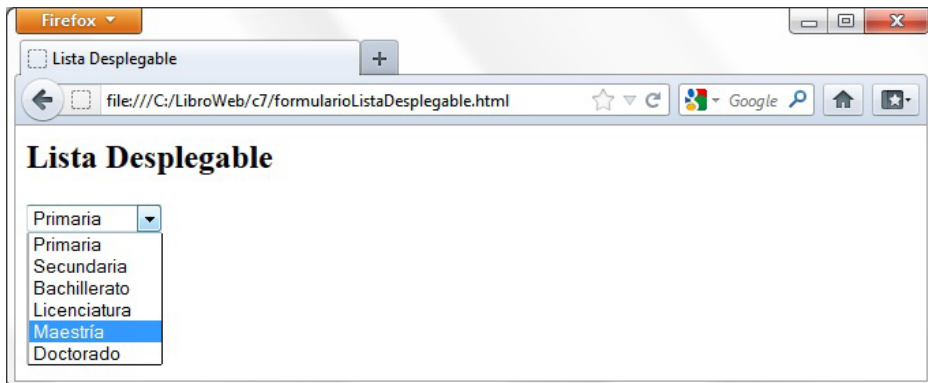 Firefox
Lista Desplegable
file:///C:/LibroWeb/c7/formularioListaDesplegable.html
Google
Lista Desplegable
Primaria
Primaria
Secundaria
Bachillerato
Licenciatura
Maestría
Doctorado